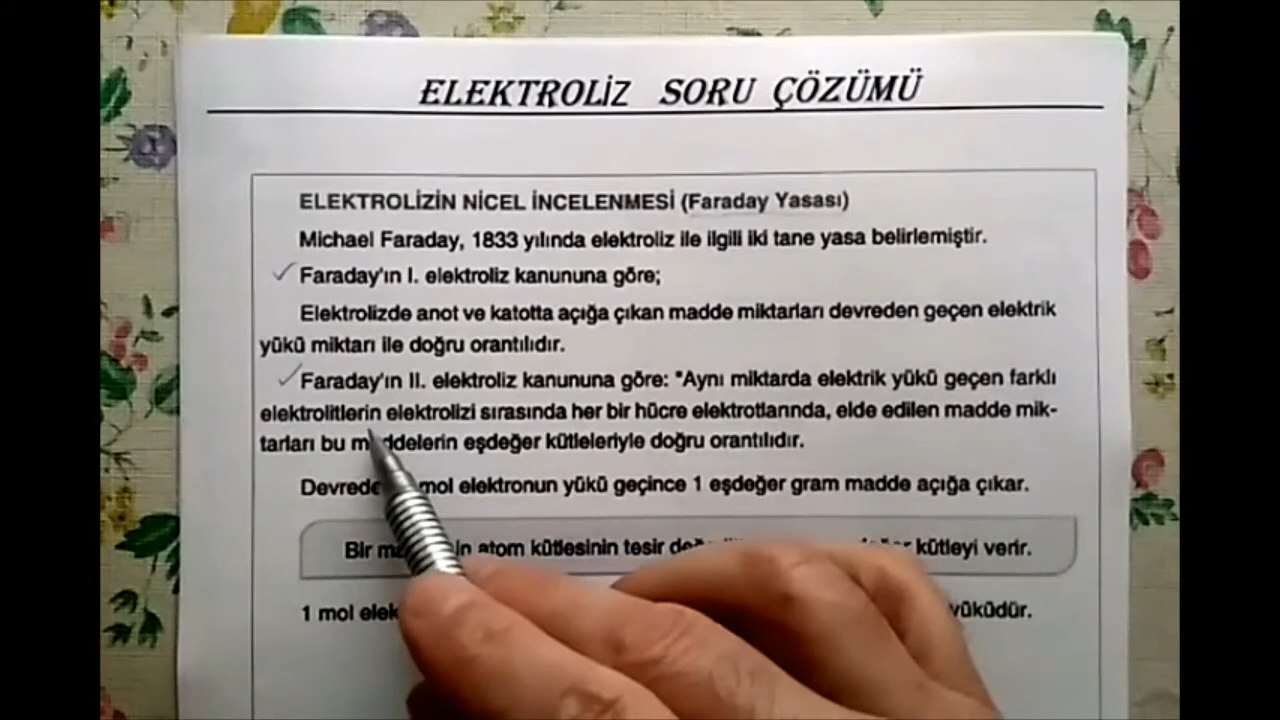 ELEKTROLİZ SORU ÇÖZÜMÜ
ELEKTROLİZİN NİCEL İNCELENMESİ (Faraday Yasası)
Michael Faraday, 1833 yılında elektroliz ile ilgili iki tane yasa belirlemiştir.
Faraday'ın I. elektroliz kanununa göre;
Elektrolizde anot ve katotta açığa çıkan madde miktarları devreden geçen elektrik
yükü miktarı ile doğru orantılıdır.
Faraday'ın II. elektroliz kanununa göre: "Aynı miktarda elektrik yükü geçen farklı
elektrolitlerin elektrolizi sırasında her bir hücre elektrotlarında, elde edilen madde mik-
tarları bu maddelerin eşdeğer kütleleriyle doğru orantılıdır.
mol elektronun yükü geçince 1 eşdeğer gram madde açığa çıkar.
Bir atom kütlesinin tesir kütleyi verir.
1 mol yüküdür.